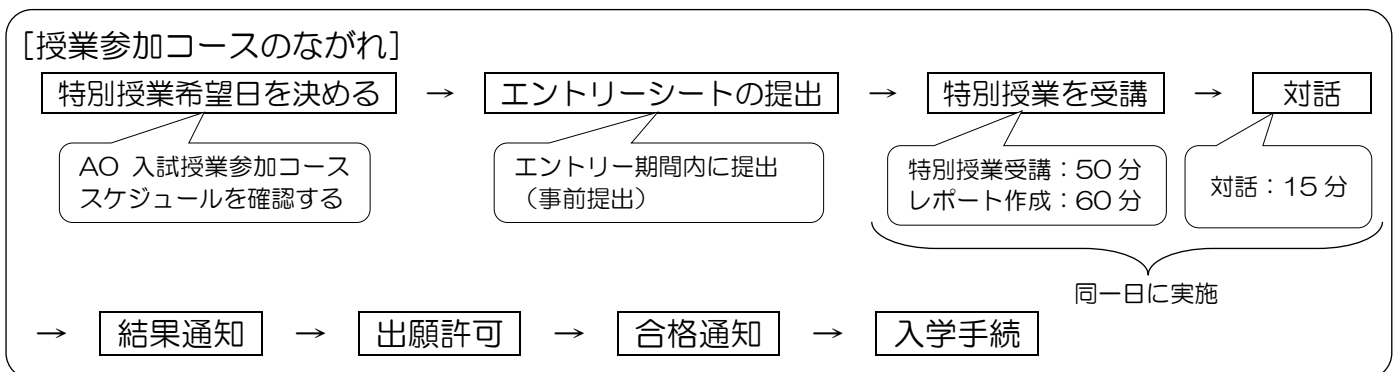 [授業参加コースのながれ]
特別授業希望日を決める → エントリーシートの提出 → 特別授業を受講 → 対話
AO 入試授業参加コース
スケジュールを確認する
エントリー期間内に提出
（事前提出）
特別授業受講：50分
レポート作成：60分
対話：15分
同一日に実施
→ 結果通知 → 出願許可 → 合格通知 → 入学手続